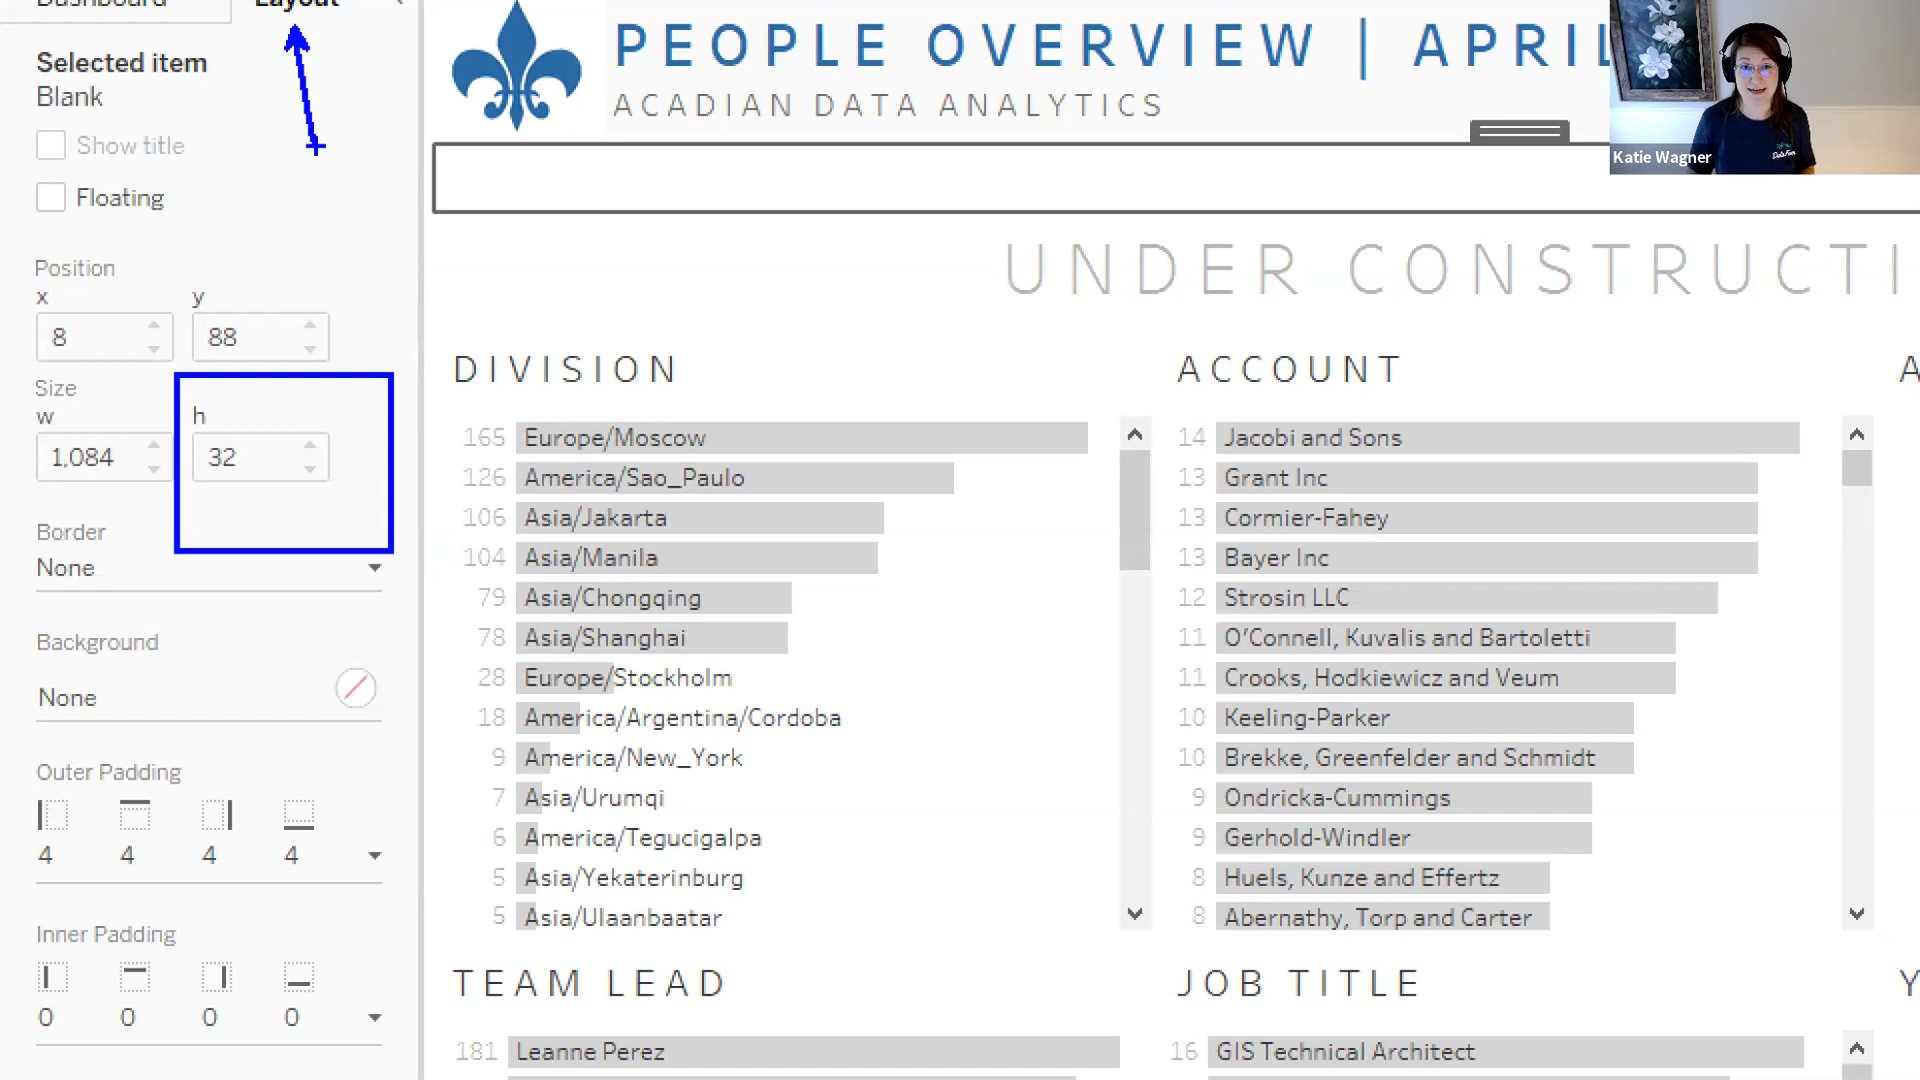 Dashboard
Layout
Selected item
Blank
Show title
Floating
Position
x
y
8
88
Size
w
h
1,084
32
Border
None
Background
None
Outer Padding
4
4
4
4
Inner Padding
0
0
0
0
PEOPLE OVERVIEW | APRIL
ACADIAN DATA ANALYTICS
Katie Wagner
UNDER CONSTRUCTI
DIVISION
165 Europe/Moscow
126 America/Sao_Paulo
106 Asia/Jakarta
104 Asia/Manila
79 Asia/Chongqing
78 Asia/Shanghai
28 Europe/Stockholm
18 America/Argentina/Cordoba
9 America/New_York
7 Asia/Urumqi
6 America/Tegucigalpa
5 Asia/Yekaterinburg
5 Asia/Ulaanbaatar
ACCOUNT
14 Jacobi and Sons
13 Grant Inc
13 Cormier-Fahey
13 Bayer Inc
12 Strosin LLC
11 O'Connell, Kuvalis and Bartoletti
11 Crooks, Hodkiewicz and Veum
10 Keeling-Parker
10 Brekke, Greenfelder and Schmidt
9 Ondricka-Cummings
9 Gerhold-Windler
8 Huels, Kunze and Effertz
8 Abernathy, Torp and Carter
A
TEAM LEAD
181 Leanne Perez
JOB TITLE
16 GIS Technical Architect
Y